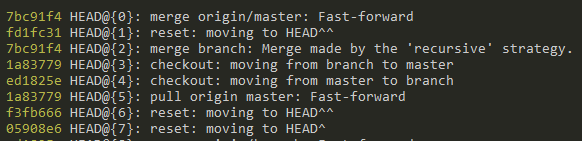 7bc91f4 HEAD@{0}: merge origin/master: Fast-forward
fd1fc31 HEAD@{1}: reset: moving to HEAD^^
7bc91f4 HEAD@{2}: merge branch: Merge made by the 'recursive' strategy.
1a83779 HEAD@{3}: checkout: moving from branch to master
ed1825e HEAD@{4}: checkout: moving from master to branch
1a83779 HEAD@{5}: pull origin master: Fast-forward
f3fb666 HEAD@{6}: reset: moving to HEAD^^
05908e6 HEAD@{7}: reset: moving to HEAD^